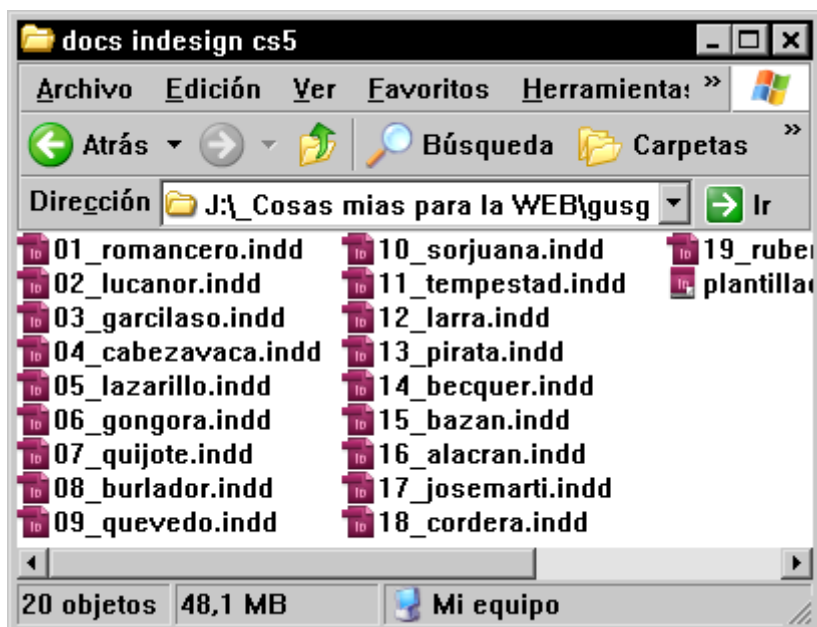 docs indesign cs5
Archivo Edición Ver Favoritos Herramientas »
Atrás Búsqueda Carpetas »
Dirección J:\_Cosas mias para la WEB\gusg Ir
01_romancero.indd 10_sorjuana.indd 19_ruber
02_lucanor.indd 11_tempestad.indd plantillac
03_garcilaso.indd 12_larra.indd
04_cabezavaca.indd 13_pirata.indd
05_lazarillo.indd 14_becquer.indd
06_gongora.indd 15_bazan.indd
07_quijote.indd 16_alacran.indd
08_burlador.indd 17_josemarti.indd
09_quevedo.indd 18_cordera.indd
20 objetos 48,1 MB Mi equipo